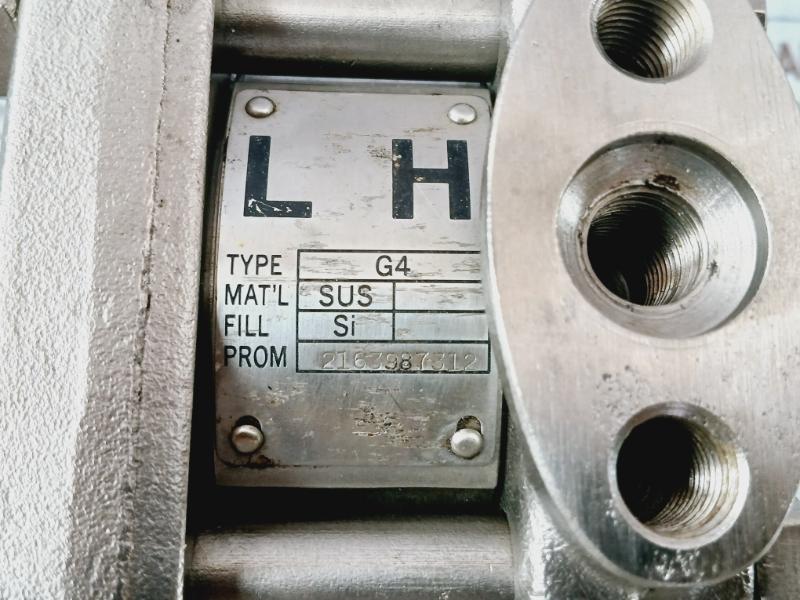 L H
TYPE G4
MAT'L SUS
FILL Si
PROM 2163987312